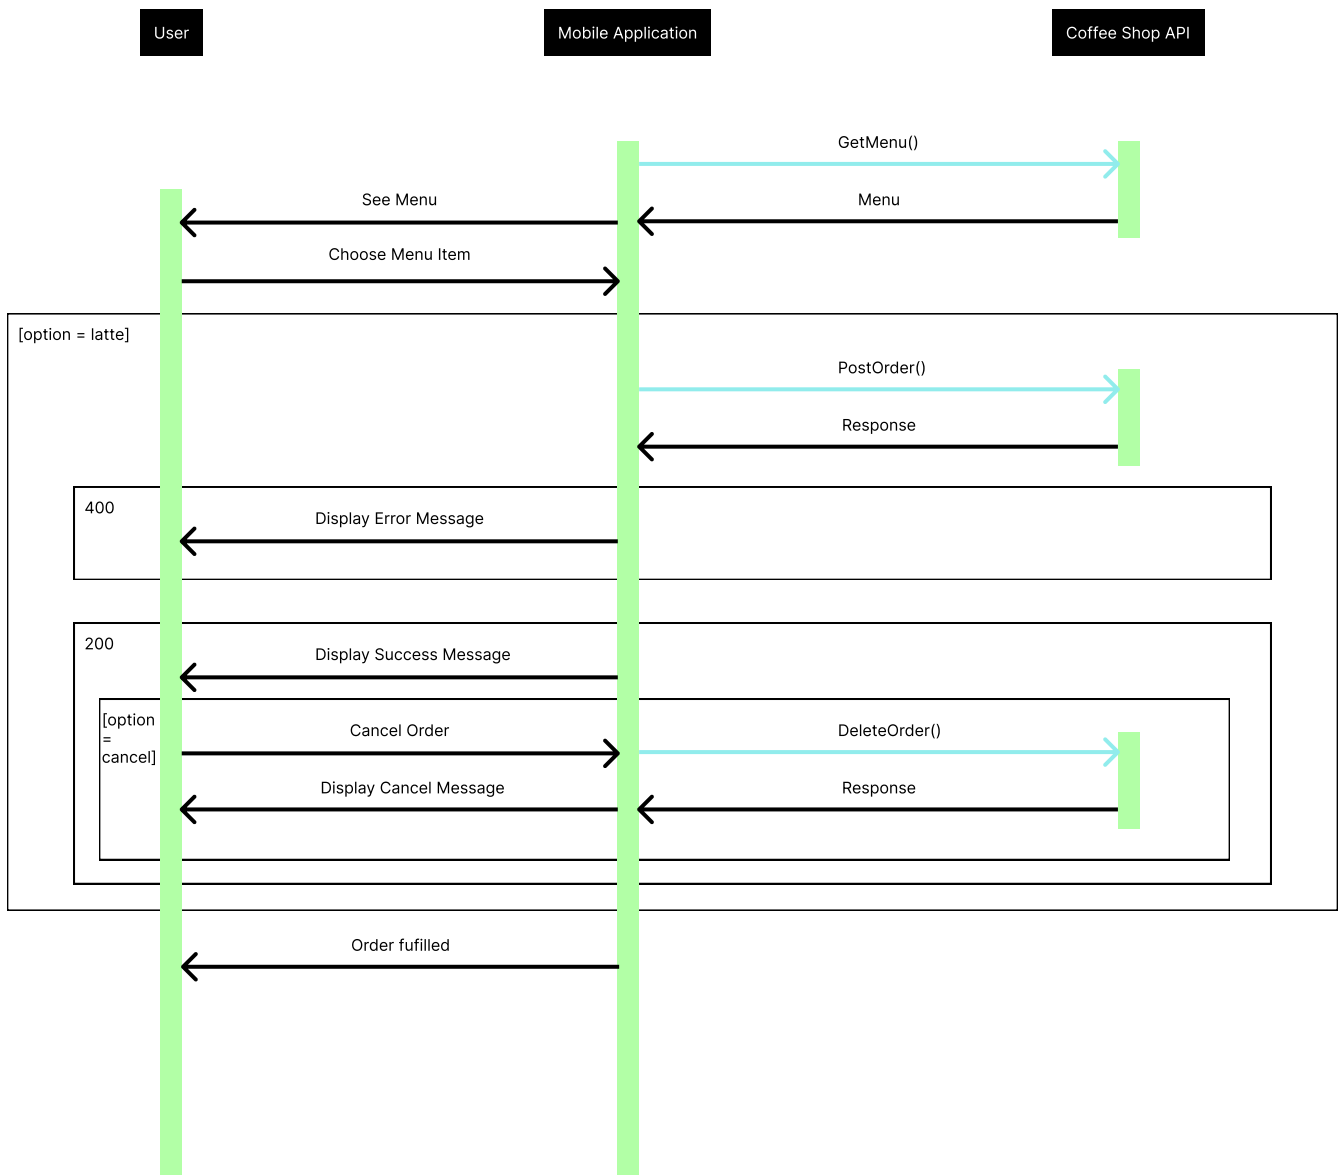 User
Mobile Application
Coffee Shop API
GetMenu()
See Menu
Menu
Choose Menu Item
[option = latte]
PostOrder()
Response
400
Display Error Message
200
Display Success Message
[option
=
cancel]
Cancel Order
DeleteOrder()
Display Cancel Message
Response
Order fufilled